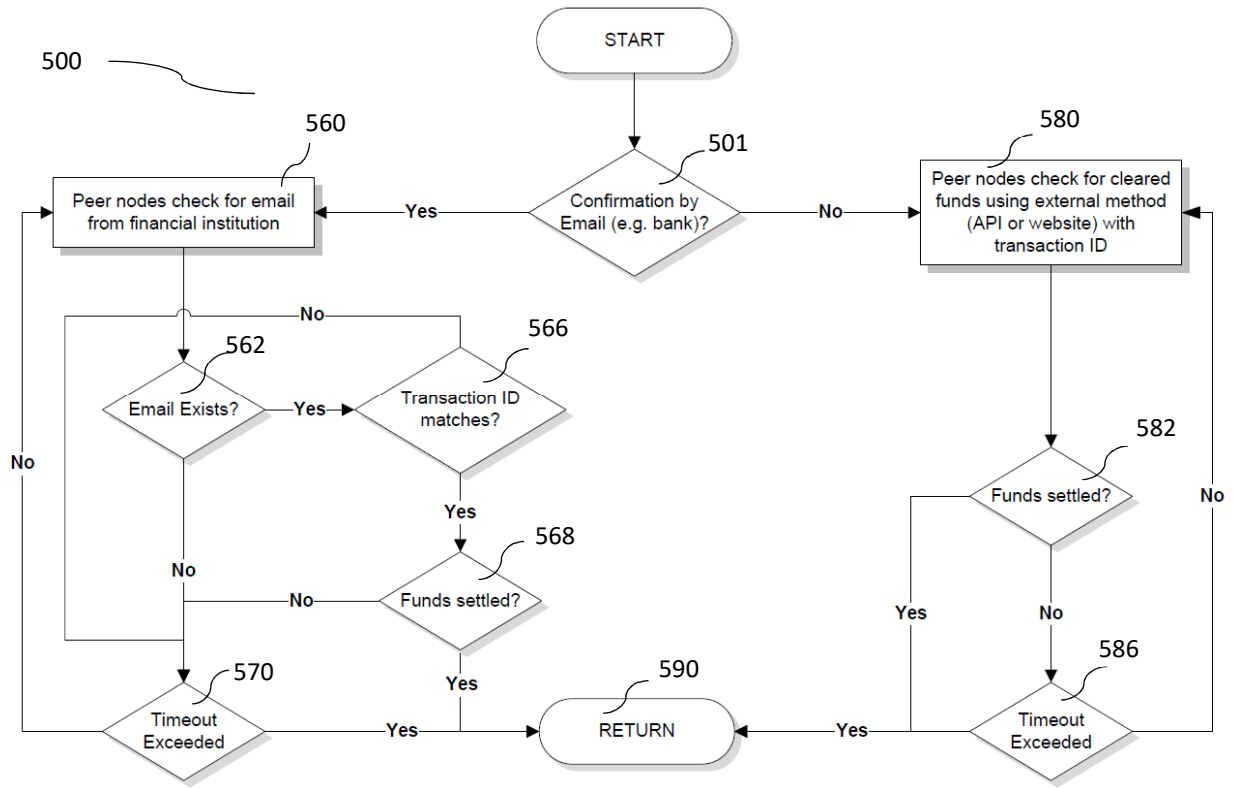 START
500
560
501
580
Peer nodes check for email
from financial institution
Yes
Confirmation by
Email (e.g. bank)?
No
Peer nodes check for cleared
funds using external method
(API or website) with
transaction ID
No
566
562
Email Exists?
Yes
Transaction ID
matches?
582
No
Funds settled?
No
Yes
568
No
No
Funds settled?
Yes
No
570
Yes
590
586
Timeout
Exceeded
Yes
RETURN
Yes
Timeout
Exceeded